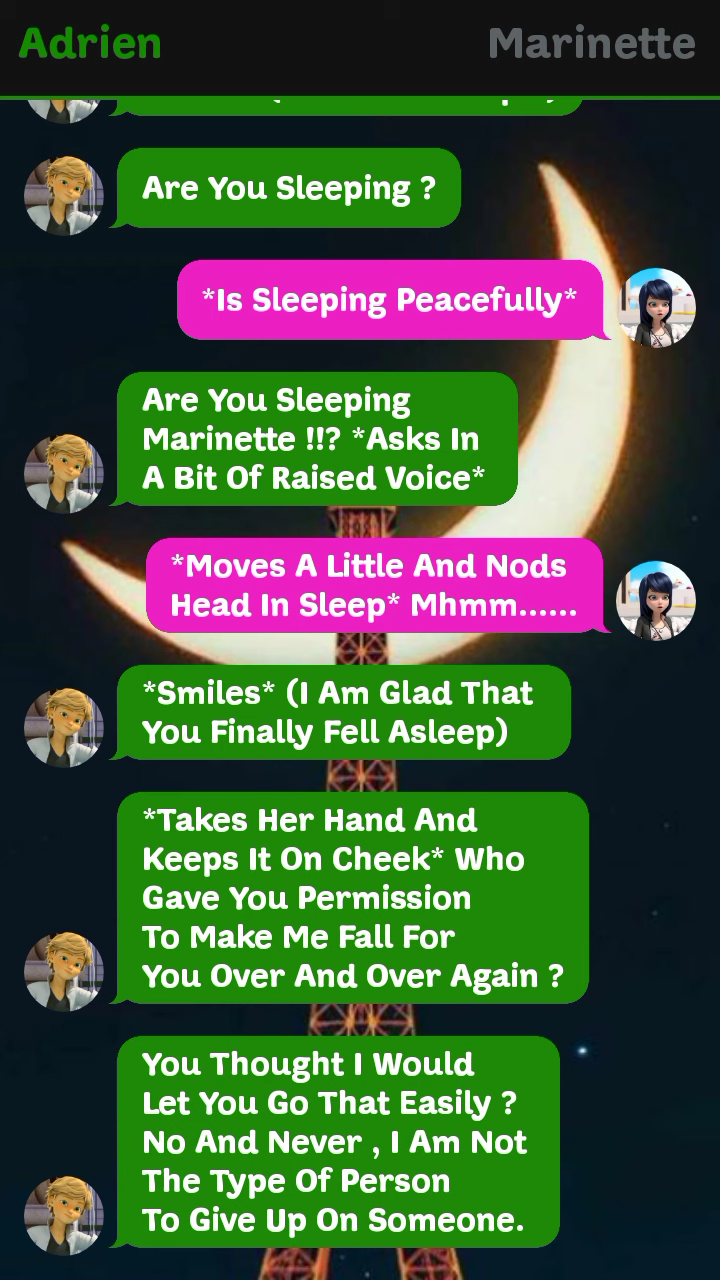 Adrien
Marinette
Are You Sleeping ?
*Is Sleeping Peacefully*
Are You Sleeping
Marinette !!? *Asks In
A Bit Of Raised Voice*
*Moves A Little And Nods
Head In Sleep* Mhmm......
*Smiles* (I Am Glad That
You Finally Fell Asleep)
*Takes Her Hand And
Keeps It On Cheek* Who
Gave You Permission
To Make Me Fall For
You Over And Over Again ?
You Thought I Would
Let You Go That Easily ?
No And Never , I Am Not
The Type Of Person
To Give Up On Someone.